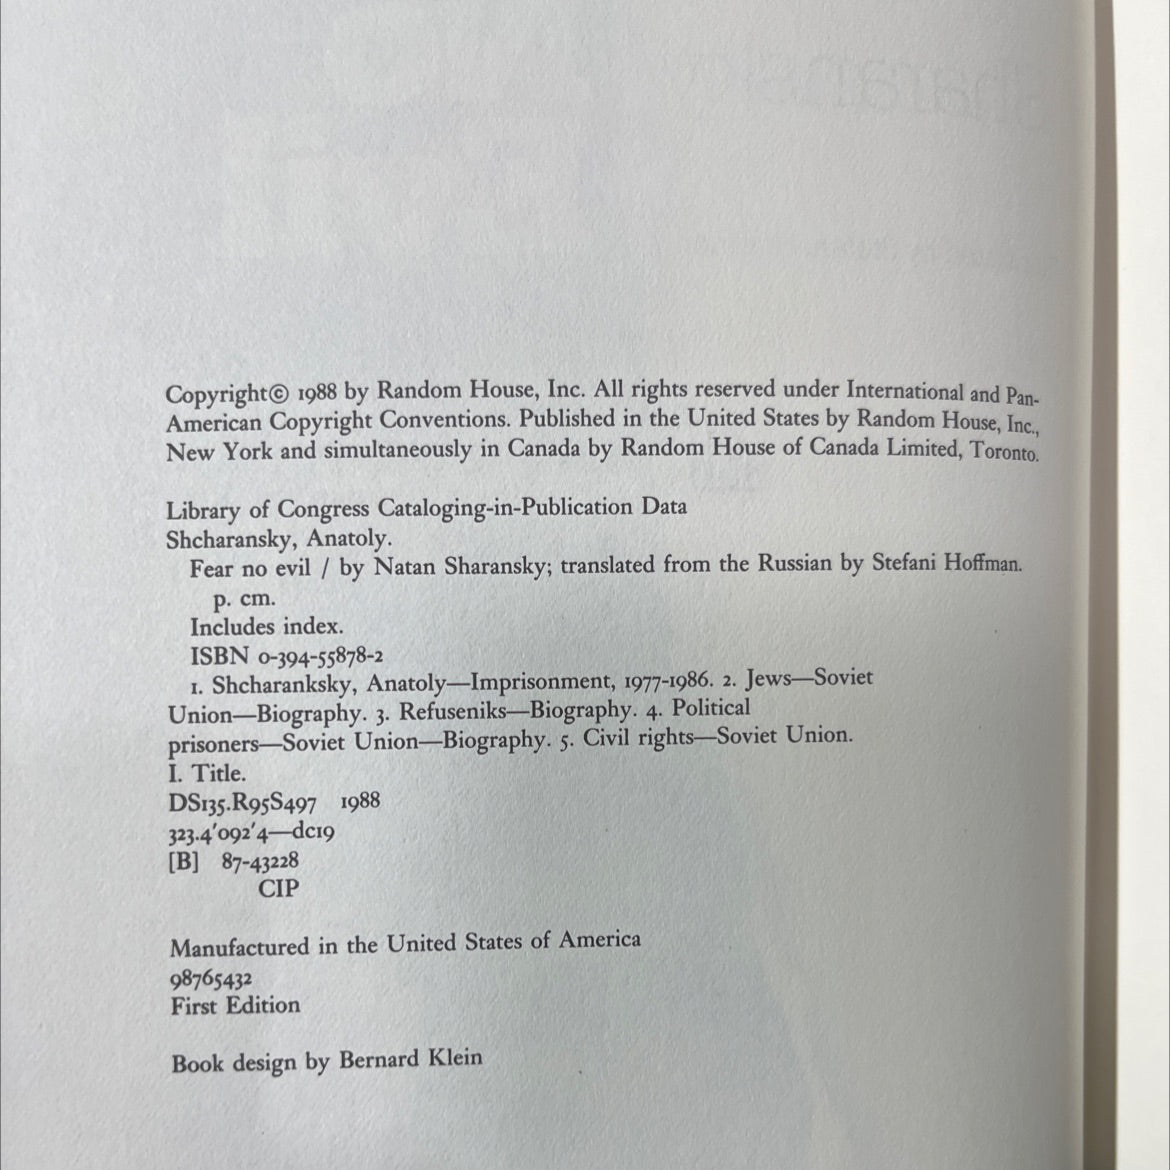 Copyright© 1988 by Random House, Inc. All rights reserved under International and Pan-
American Copyright Conventions. Published in the United States by Random House, Inc.,
New York and simultaneously in Canada by Random House of Canada Limited, Toronto.
Library of Congress Cataloging-in-Publication Data
Shcharansky, Anatoly.
Fear no evil / by Natan Sharansky; translated from the Russian by Stefani Hoffman.
p. cm.
Includes index.
ISBN 0-394-55878-2
1. Shcharanksky, Anatoly—Imprisonment, 1977-1986. 2. Jews—Soviet
Union—Biography. 3. Refuseniks—Biography. 4. Political
prisoners—Soviet Union—Biography. 5. Civil rights—Soviet Union.
I. Title.
DS135.R95S497 1988
323.4'092'4—dc19
[B] 87-43228
CIP
Manufactured in the United States of America
98765432
First Edition
Book design by Bernard Klein